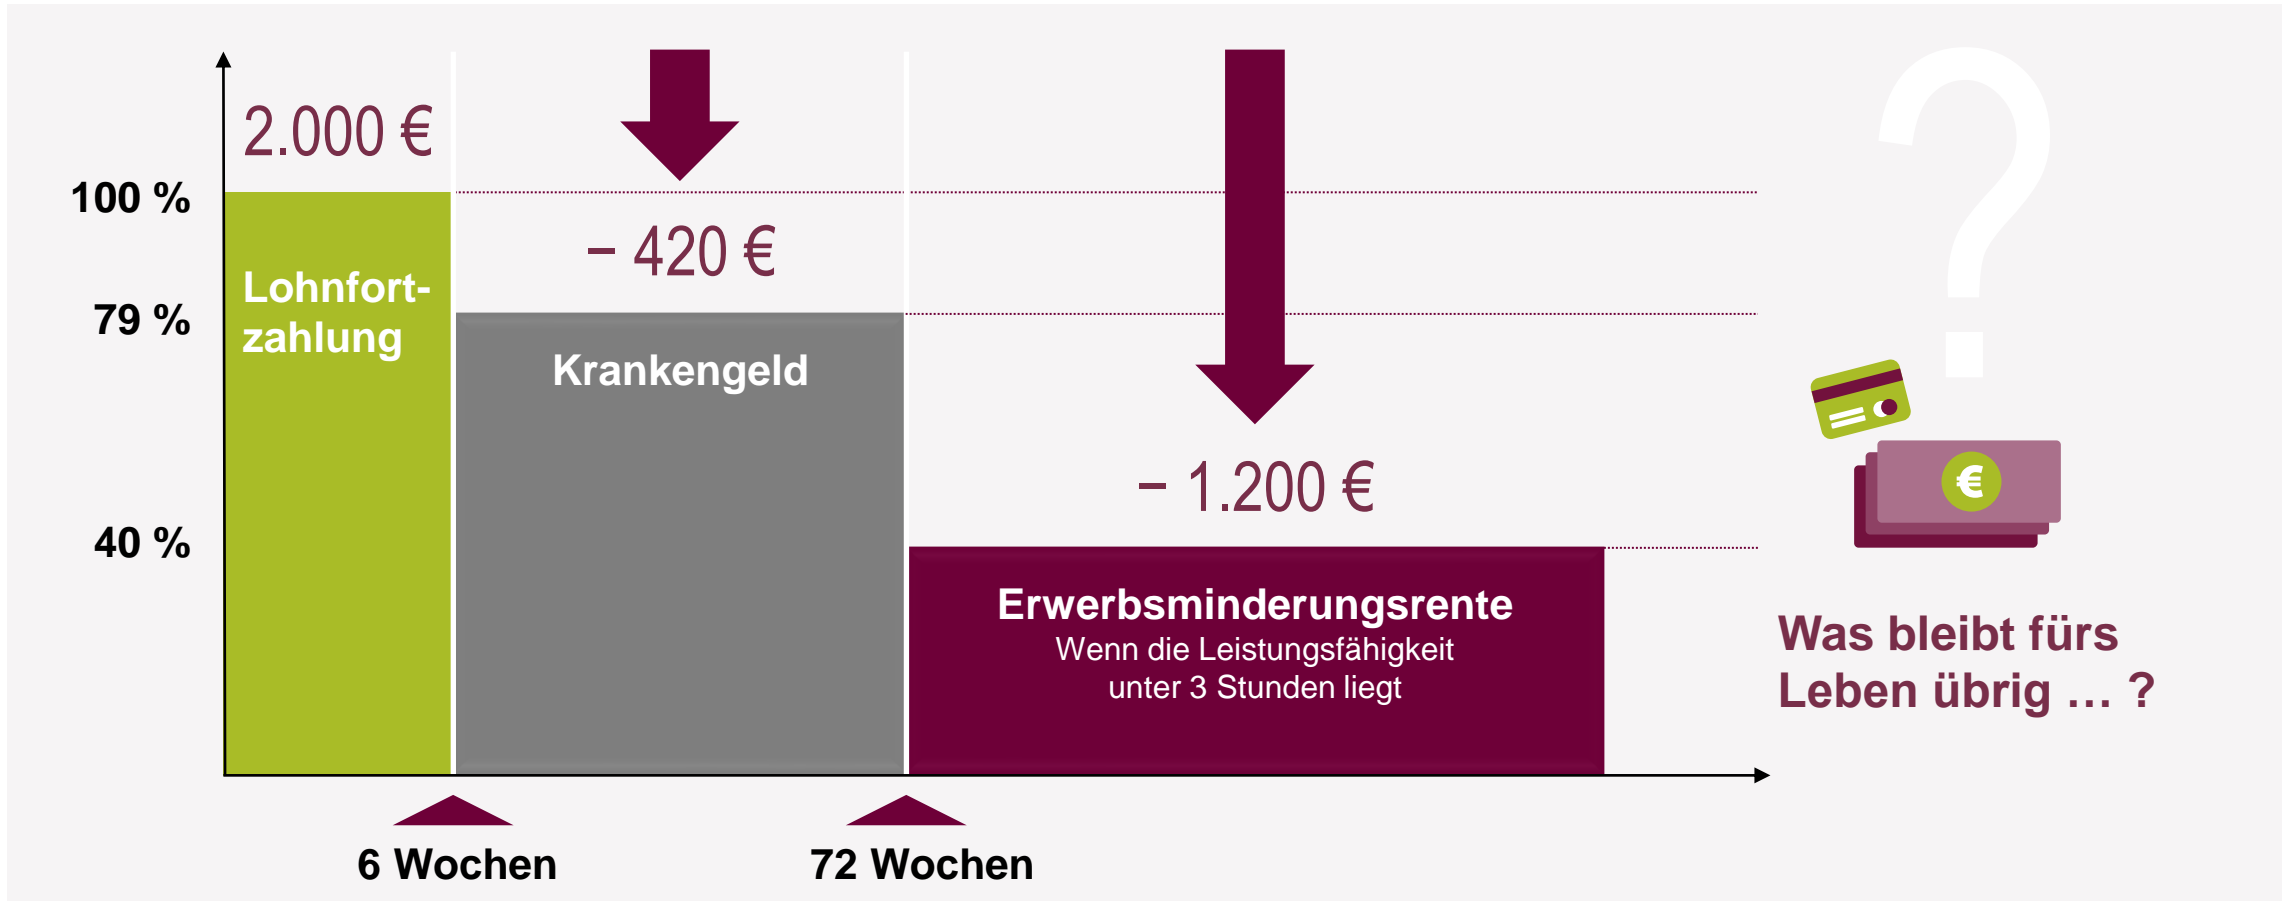 2.000 €
100 %
− 420 €
Lohnfort-
zahlung
79 %
Krankengeld
− 1.200 €
40 %
€
Erwerbsminderungsrente
Wenn die Leistungsfähigkeit
unter 3 Stunden liegt
?
Was bleibt fürs
Leben übrig … ?
6 Wochen
72 Wochen